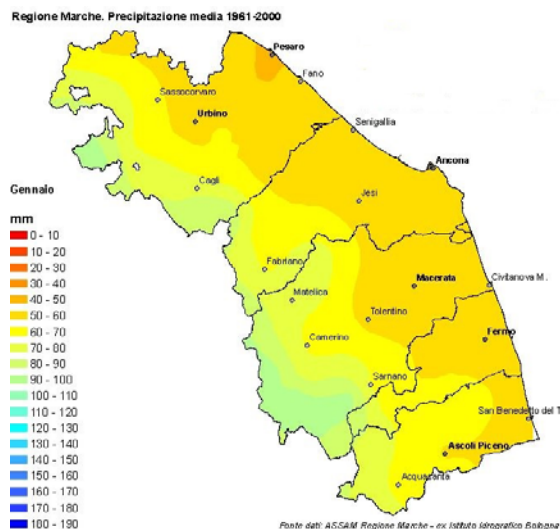 Regione Marche. Precipitazione media 1961-2000
Pesaro
Fano
Sassocorvaro
Urbino
Senigallia
Ancona
Cagli
Gennaio
Jesi
mm
0 - 10
10 - 20
20 - 30
30 - 40
40 - 50
50 - 60
60 - 70
70 - 80
80 - 90
90 - 100
100 - 110
110 - 120
120 - 130
130 - 140
140 - 150
150 - 160
160 - 170
170 - 180
180 - 190
Fabriano
Matelica
Macerata
Civitanova M.
Tolentino
Camerino
Fermo
Sarnano
San Benedetto del T
Ascoli Piceno
Acquasanta
Fonte dati: ASSAM Regione Marche - ex Istituto Idrografico Bologna